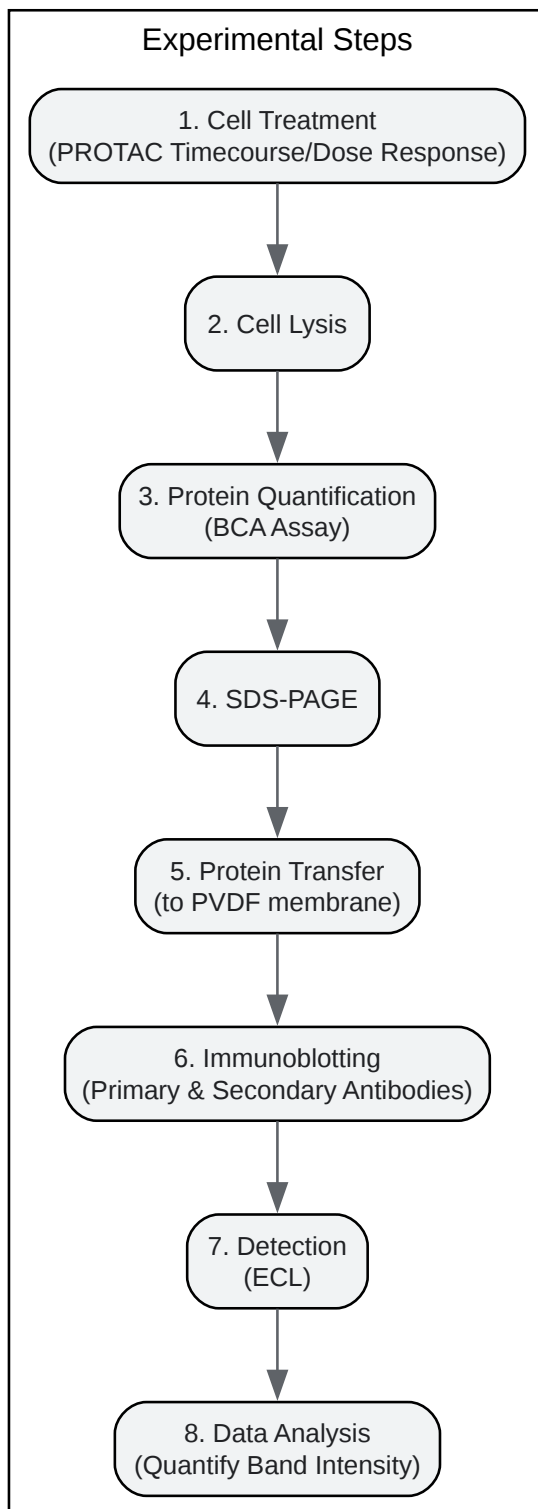 Experimental Steps
1. Cell Treatment
(PROTAC Timecourse/Dose Response)
2. Cell Lysis
3. Protein Quantification
(BCA Assay)
4. SDS-PAGE
5. Protein Transfer
(to PVDF membrane)
6. Immunoblotting
(Primary & Secondary Antibodies)
7. Detection
(ECL)
8. Data Analysis
(Quantify Band Intensity)